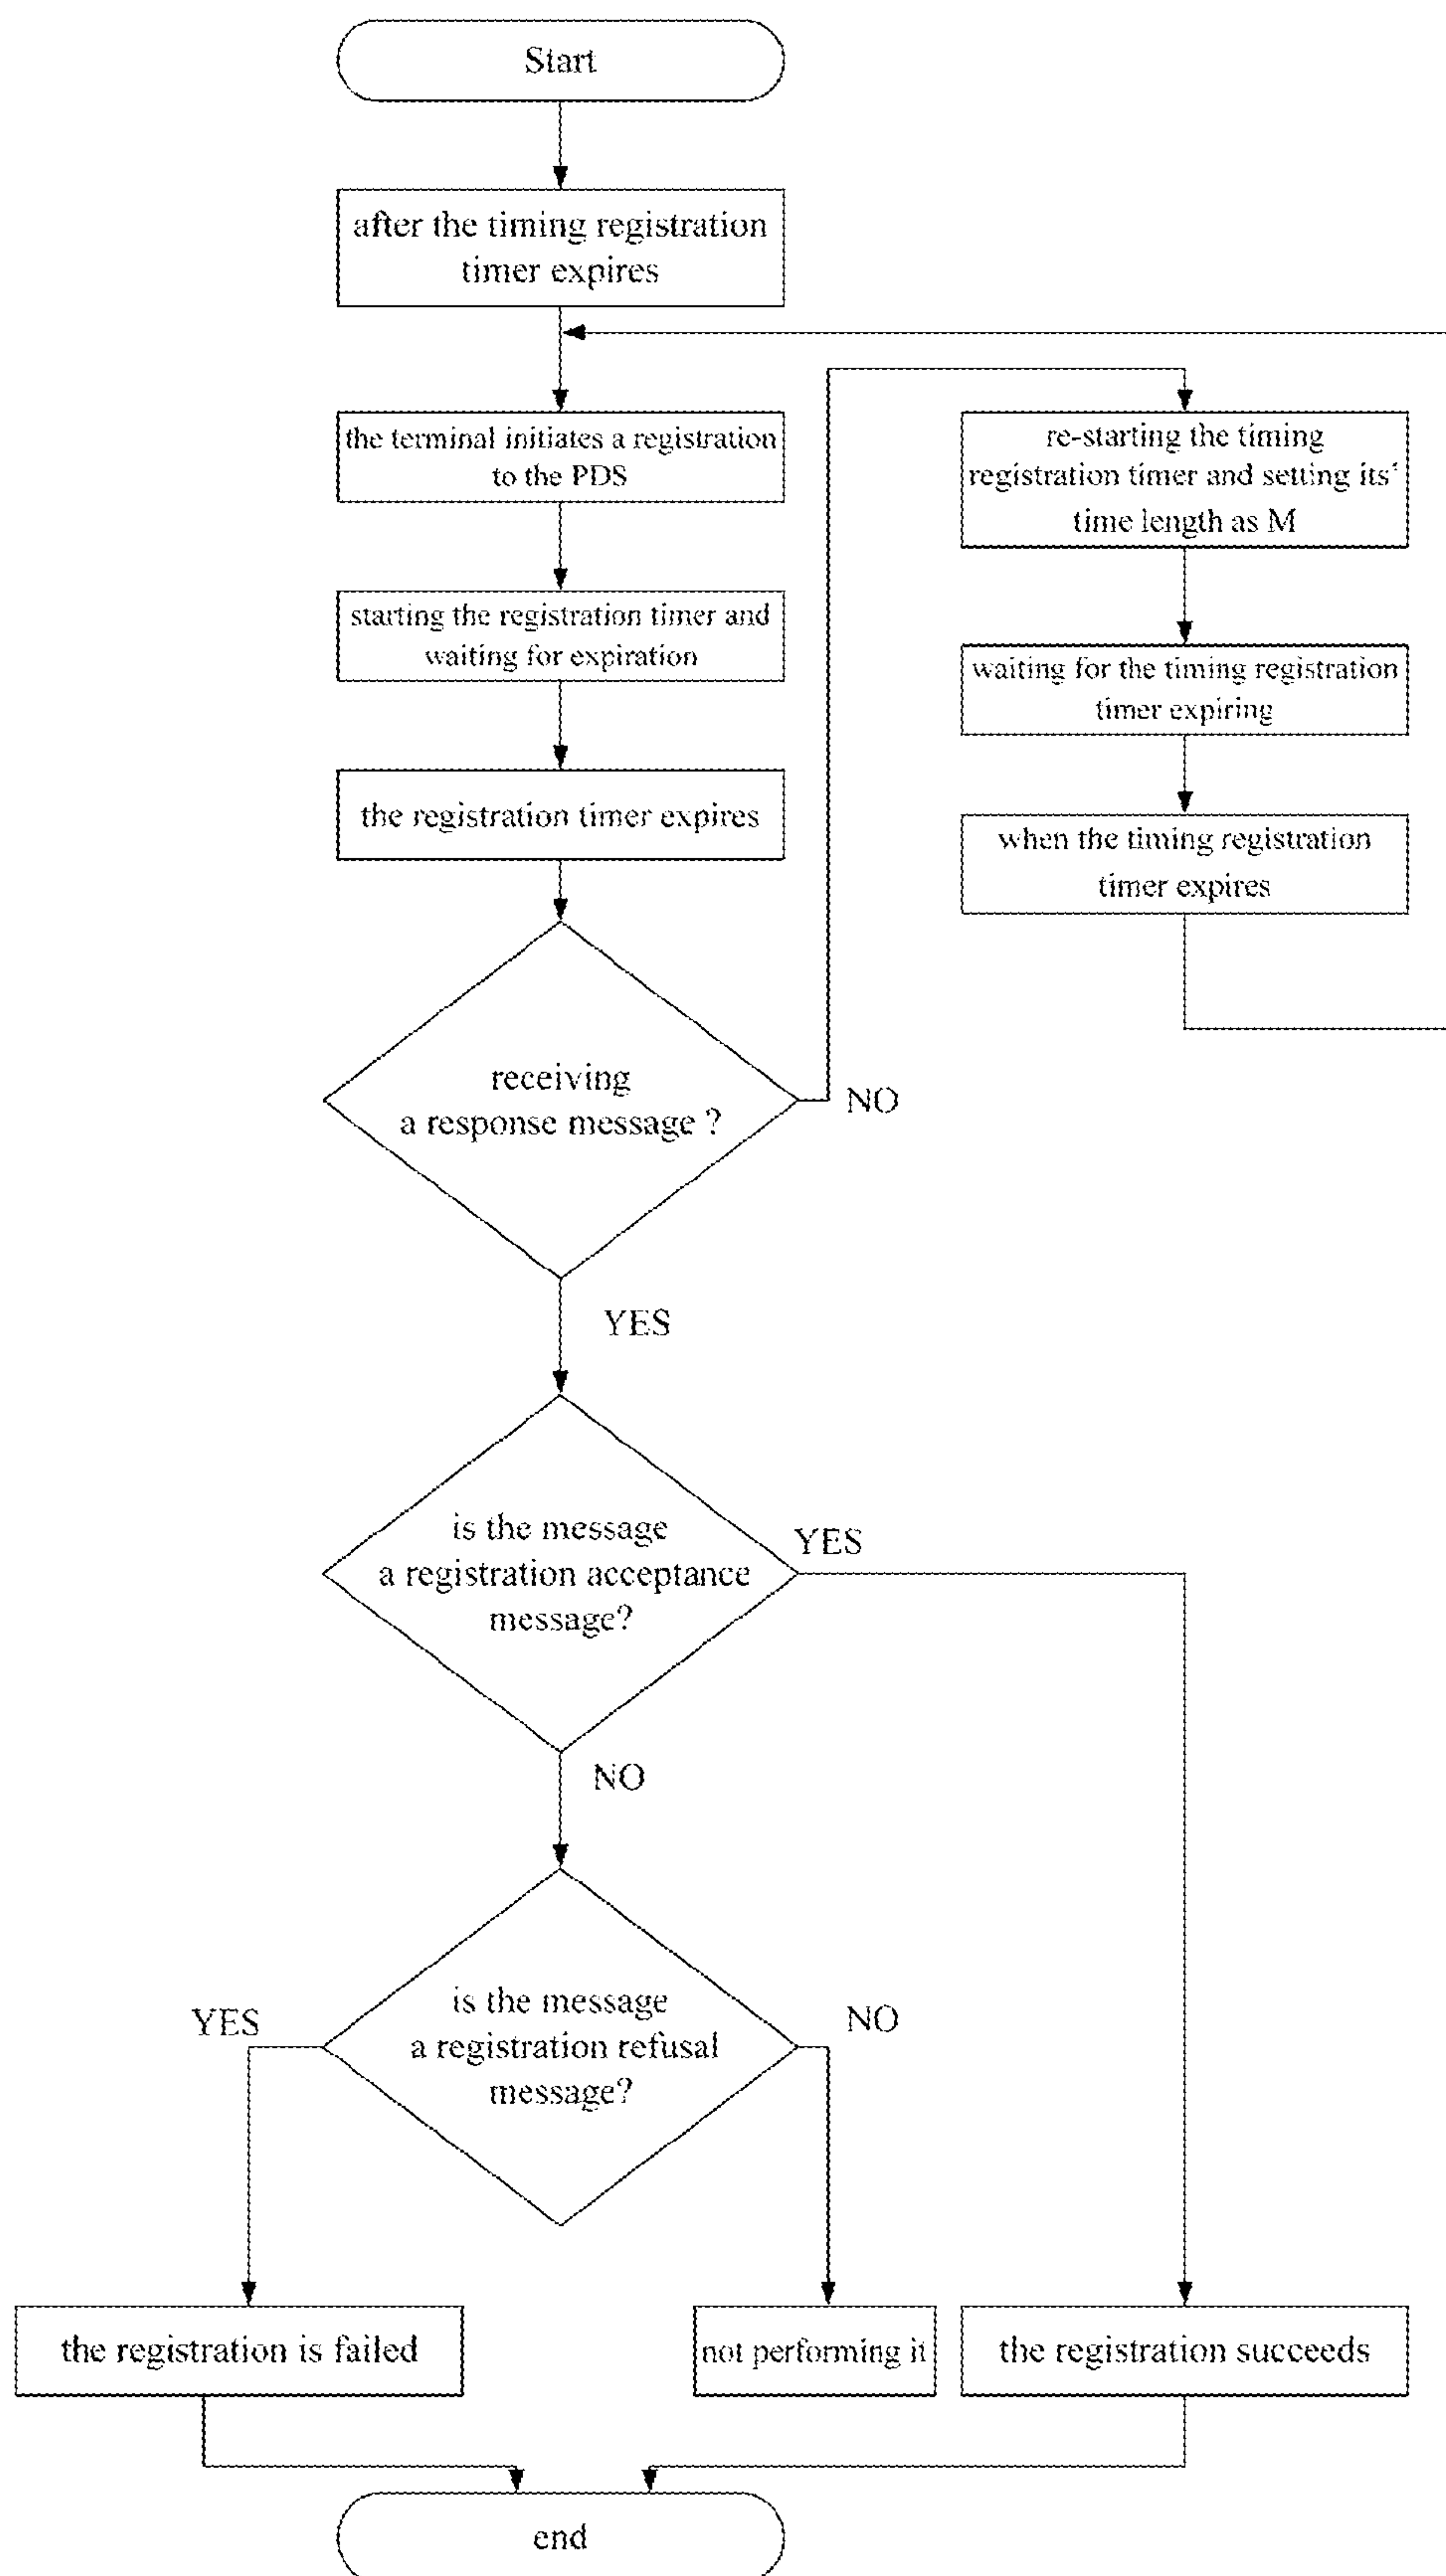 Start
after the timing registration
timer expires
the terminal initiates a registration
to the PDS
re-starting the timing
registration timer and setting its'
time length as M
starting the registration timer and
waiting for expiration
waiting for the timing registration
timer expiring
the registration timer expires
when the timing registration
timer expires
receiving
a response message ?
NO
YES
is the message
a registration acceptance
message?
YES
NO
is the message
a registration refusal
message?
YES
NO
the registration is failed
not performing it
the registration succeeds
end